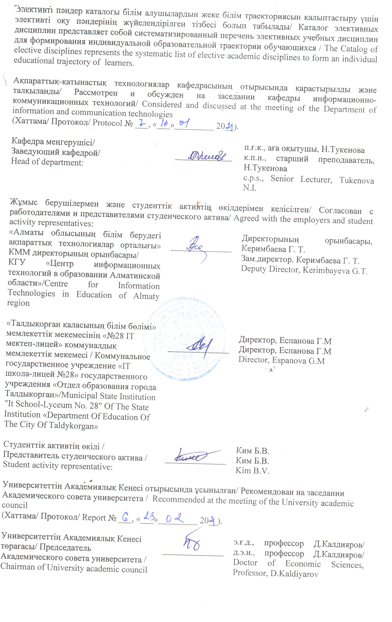 Элективті пәндер каталогы білім алушылардың жеке білім траекториясын қалыптастыру үшін
элективті оқу пәндерінің жүйелендірілген тізбесі болып табылады/ Каталог элективных
дисциплин представляет собой систематизированный перечень элективных учебных дисциплин
для формирования индивидуальной образовательной траектории обучающихся / The Catalog of
elective disciplines represents the systematic list of elective academic disciplines to form an individual
educational trajectory of learners.
Ақпараттық-қатынастық технологиялар кафедрасының отырысында қарастырылды және
талқыланды/ Рассмотрен и обсужден на заседании кафедры информационно-
коммуникационных технологий/ Considered and discussed at the meeting of the Department of
information and communication technologies
(Хаттама/ Протокол/ Protocol №
Кафедра меңгерушісі/
Заведующий кафедрой/
Head of department:
п.ғ.к., аға оқытушы, Н.Тукенова
к.п.н., старший преподаватель,
Н.Тукенова
c.p.s., Senior Lecturer, Tukenova
N.I.
Жұмыс берушілермен және студенттік активтің өкілдерімен келісілген/ Согласован с
работодателями и представителями студенческого актива/ Agreed with the employers and student
activity representatives:
«Алматы облысының білім берудегі
ақпараттық технологиялар орталығы»
КММ директорының орынбасары/
КГУ «Центр информационных
технологий в образовании Алматинской
области»/Centre for Information
Technologies in Education of Almaty
region
Директорының орынбасары,
Керимбаева Г. Т.
Зам.директор, Керимбаева Г. Т.
Deputy Director, Kerimbayeva G.T.
«Талдықорған қаласының білім бөлімі»
мемлекеттік мекемесінің «№28 IT
мектеп-лицей» коммуналдық
мемлекеттік мекемесі / Коммунальное
государственное учреждение «IT
школа-лицей №28» государственного
учреждения «Отдел образования города
Талдыкорган»/Municipal State Institution
"It School-Lyceum No. 28" Of The State
Institution «Department Of Education Of
The City Of Taldykorgan»
Директор, Еспанова Г.М
Директор, Еспанова Г.М
Director, Espanova G.M
Студенттік активтің өкілі /
Представитель студенческого актива /
Student activity representative:
Ким Б.В.
Ким Б.В.
Kim B.V.
Университеттің Академиялық Кеңесі отырысында ұсынылған/ Рекомендован на заседании
Академического совета университета / Recommended at the meeting of the University academic
council
(Хаттама/ Протокол/ Report № 6, «29» 02
Университеттің Академиялық Кеңесі
төрағасы/ Председатель
Академического совета университета /
Chairman of University academic council
э.ғ.д., профессор Д.Калдияров/
д.э.н., профессор Д.Калдияров/
Doctor of Economic Sciences,
Professor, D.Kaldiyarov